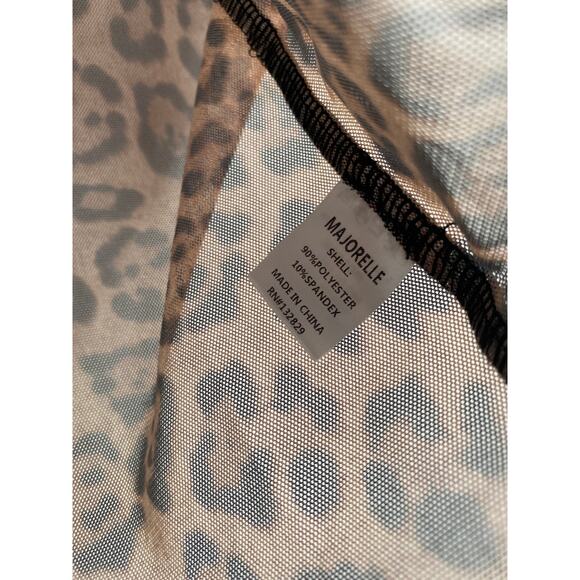 MAJORELLE
SHELL:
90%POLYESTER
10%SPANDEX
MADE IN CHINA
RN#132829